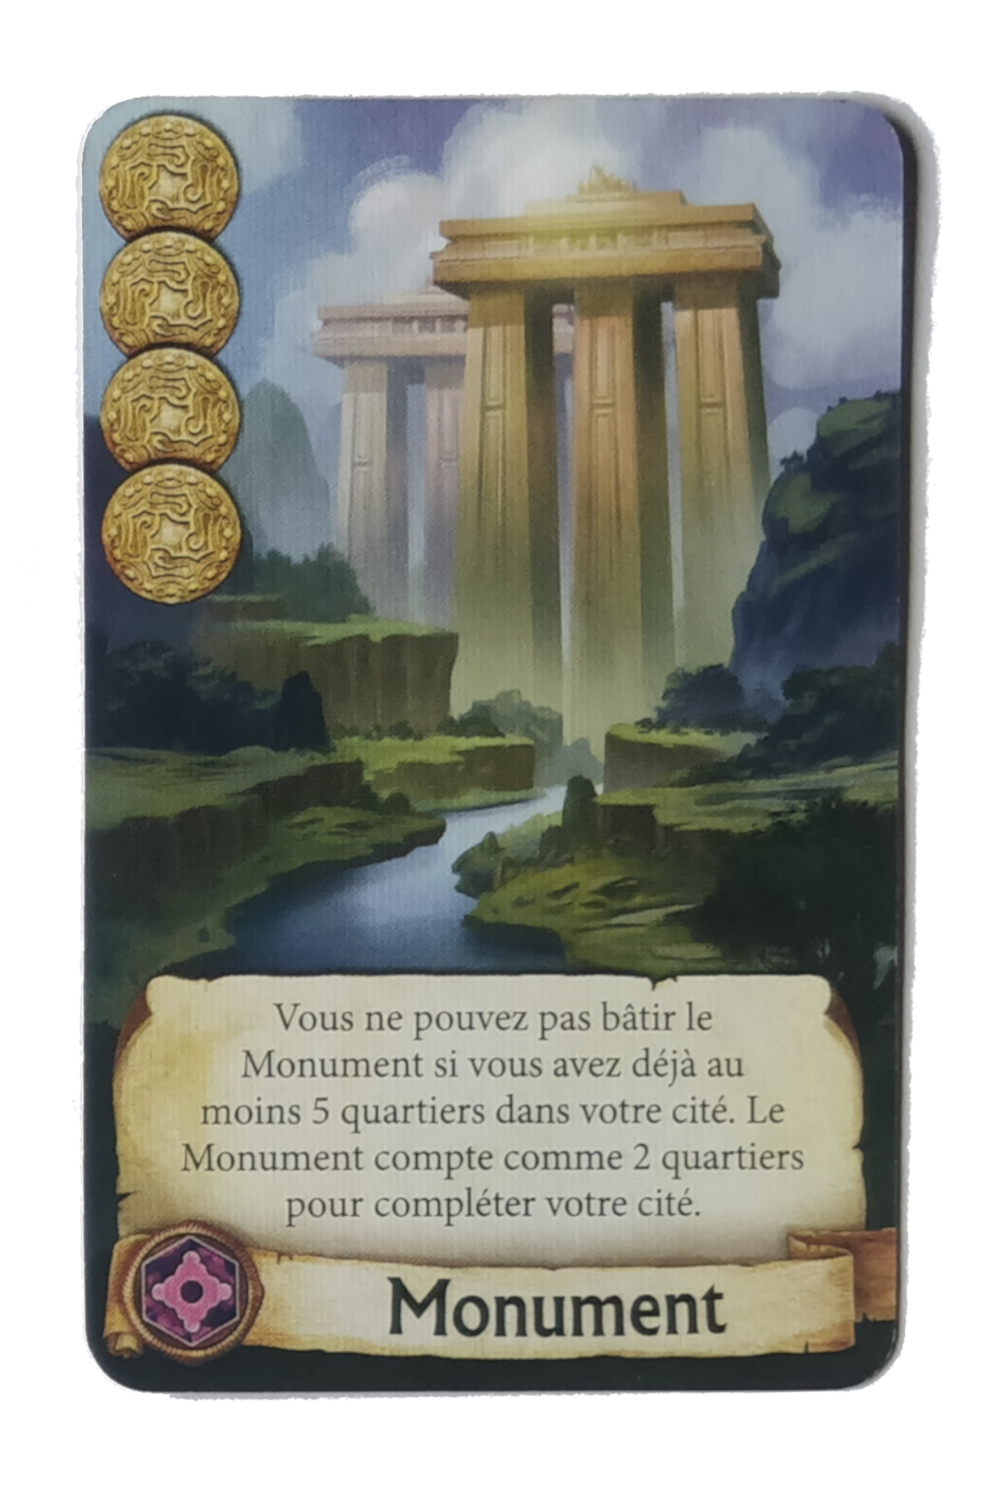 Vous ne pouvez pas bâtir le
Monument si vous avez déjà au
moins 5 quartiers dans votre cité. Le
Monument compte comme 2 quartiers
pour compléter votre cité.
Monument